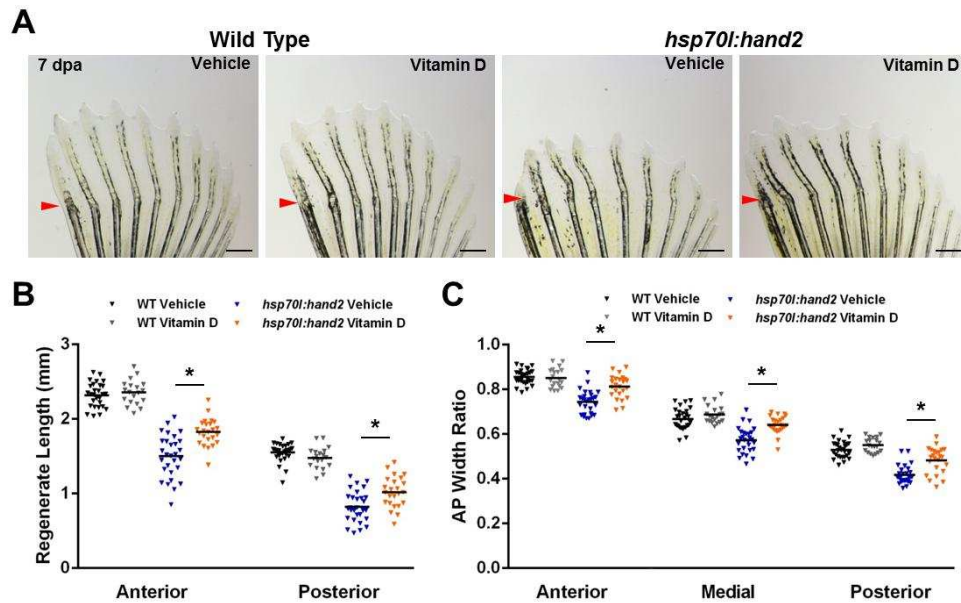 A
Wild Type
hsp70l:hand2
7 dpa
Vehicle
Vitamin D
Vehicle
Vitamin D
B
WT Vehicle
hsp70l:hand2 Vehicle
WT Vitamin D
hsp70l:hand2 Vitamin D
Regenerate Length (mm)
3
2
1
0
*
*
Anterior
Posterior
C
WT Vehicle
hsp70l:hand2 Vehicle
WT Vitamin D
hsp70l:hand2 Vitamin D
AP Width Ratio
1.0
0.8
0.6
0.4
0.2
0.0
*
*
*
Anterior
Medial
Posterior